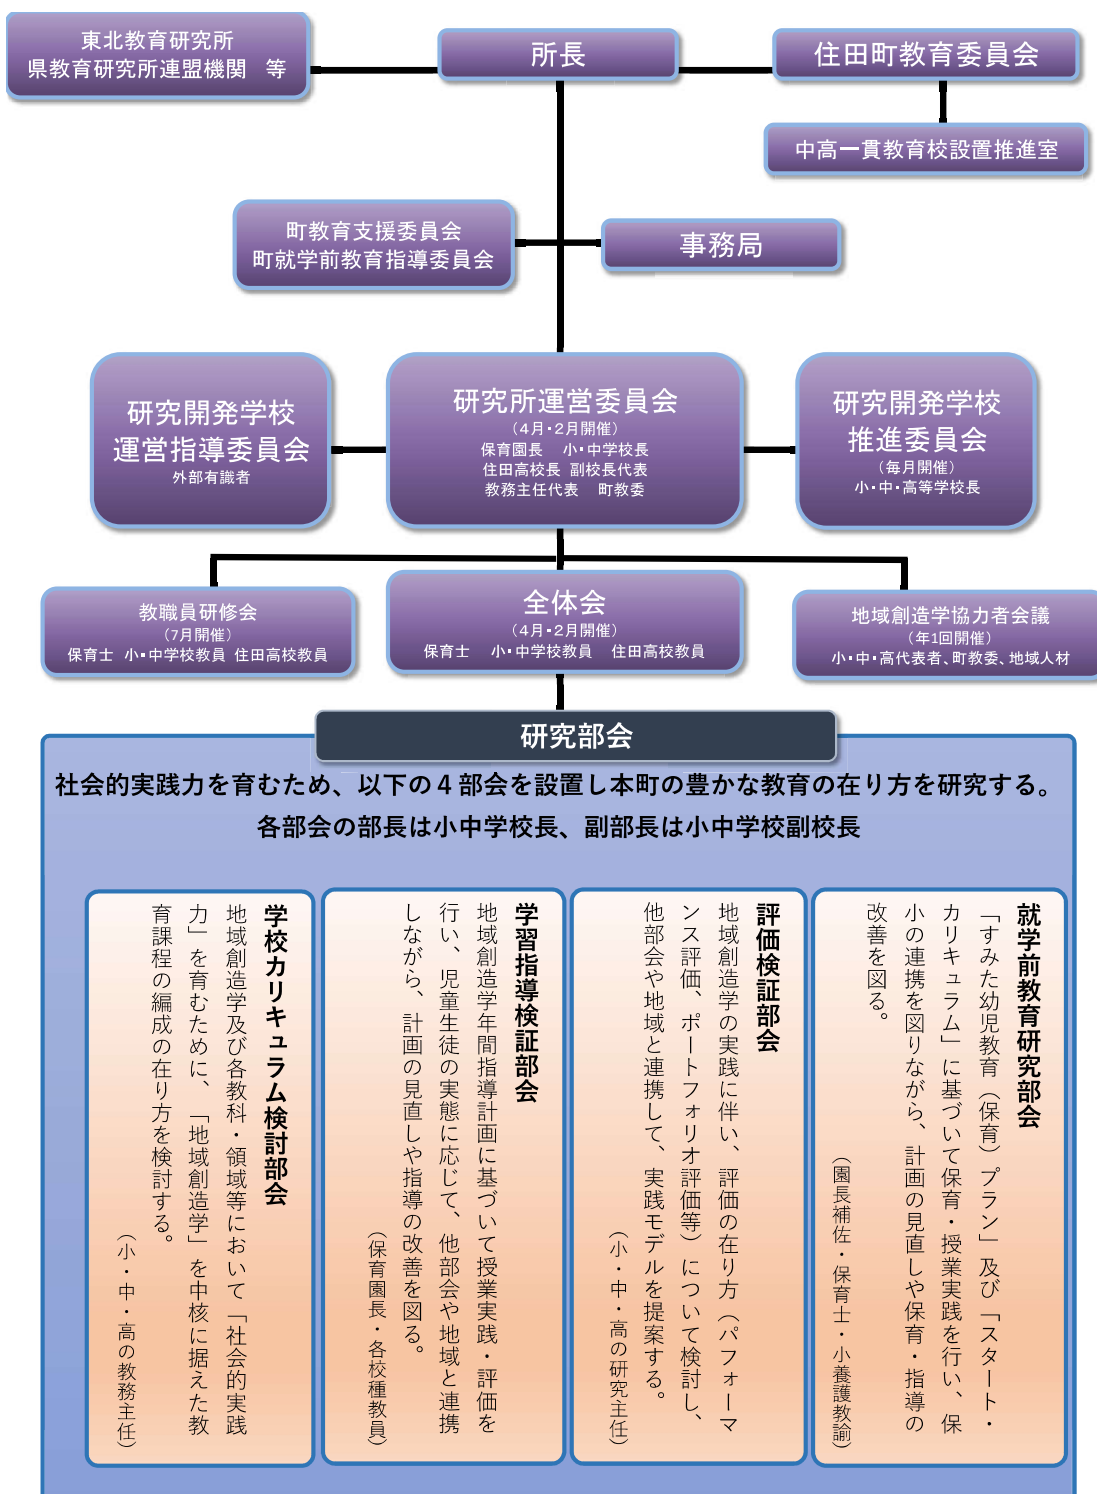 東北教育研究所
県教育研究所連盟機関　等
所長
住田町教育委員会
中高一貫教育校設置推進室
町教育支援委員会
町就学前教育指導委員会
事務局
研究開発学校
運営指導委員会
外部有識者
研究所運営委員会
（4月・2月開催）
保育園長　小・中学校長
住田高校長 副校長代表
教務主任代表　町教委
研究開発学校
推進委員会
（毎月開催）
小・中・高等学校長
教職員研修会
（7月開催）
保育士 小・中学校教員 住田高校教員
全体会
（4月・2月開催）
保育士　小・中学校教員　住田高校教員
地域創造学協力者会議
（年1回開催）
小・中・高代表者、町教委、地域人材
研究部会
社会的実践力を育むため、以下の４部会を設置し本町の豊かな教育の在り方を研究する。
各部会の部長は小中学校長、副部長は小中学校副校長
就学前教育研究部会
「すみた幼児教育（保育）プラン」及び「スタート・
カリキュラム」に基づいて保育・授業実践を行い、保
小の連携を図りながら、計画の見直しや保育・指導の
改善を図る。
（園長補佐・保育士・小養護教諭）
評価検証部会
地域創造学の実践に伴い、評価の在り方（パフォーマ
ンス評価、ポートフォリオ評価等）について検討し、
他部会や地域と連携して、実践モデルを提案する。
（小・中・高の研究主任）
学習指導検証部会
地域創造学年間指導計画に基づいて授業実践・評価を
行い、児童生徒の実態に応じて、他部会や地域と連携
しながら、計画の見直しや指導の改善を図る。
（保育園長・各校種教員）
学校カリキュラム検討部会
地域創造学及び各教科・領域等において「社会的実践
力」を育むために、「地域創造学」を中核に据えた教
育課程の編成の在り方を検討する。
（小・中・高の教務主任）